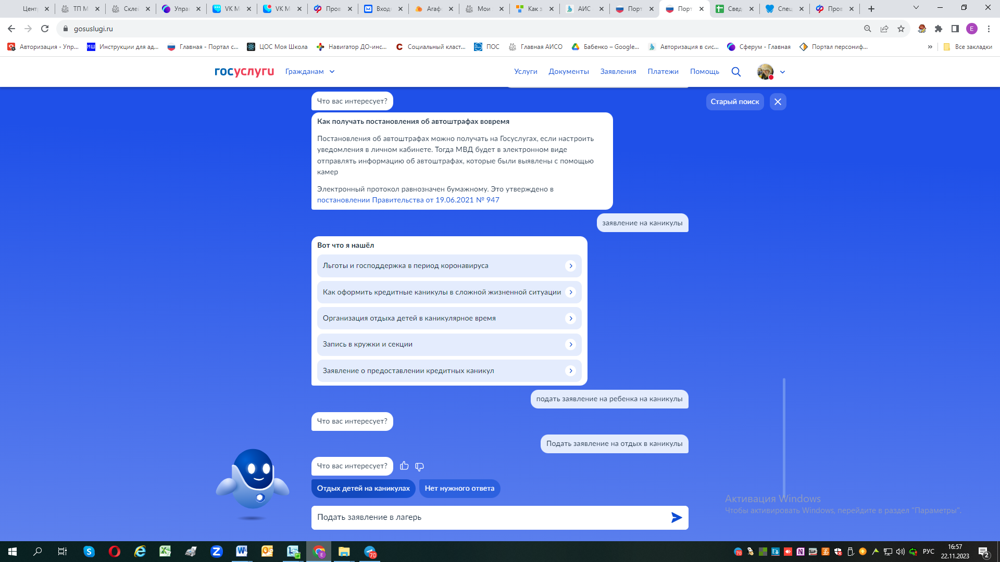 Цент
ТП М
Скле
Упра
VK М
VK М
Пров
Вход
Агаф
Мои
Как з
АИС
Порт
Порт
Свед
Спец
Пров
gosuslugi.ru
E
Авторизация - Упр...
Инструкции для ад...
Главная - Портал с...
ЦОС Моя Школа
Навигатор ДО-инс...
Социальный класт...
ПОС
Главная АИСО
Бабенко – Google...
Авторизация в сис...
Сферум - Главная
Портал персониф...
»
Все закладки
госуслуги
Гражданам
Услуги
Документы
Заявления
Платежи
Помощь
Что вас интересует?
Старый поиск
Как получать постановления об автоштрафах вовремя
Постановления об автоштрафах можно получать на Госуслугах, если настроить
уведомления в личном кабинете. Тогда МВД будет в электронном виде
отправлять информацию об автоштрафах, которые были выявлены с помощью
камер
Электронный протокол равнозначен бумажному. Это утверждено в
постановлении Правительства от 19.06.2021 № 947
заявление на каникулы
Вот что я нашёл
Льготы и господдержка в период коронавируса
Как оформить кредитные каникулы в сложной жизненной ситуации
Организация отдыха детей в каникулярное время
Запись в кружки и секции
Заявление о предоставлении кредитных каникул
подать заявление на ребенка на каникулы
Что вас интересует?
Подать заявление на отдых в каникулы
Что вас интересует?
Отдых детей на каникулах
Нет нужного ответа
Активация Windows
Чтобы активировать Windows, перейдите в раздел "Параметры".
Подать заявление в лагерь
70
70
РУС
16:57
22.11.2023
2